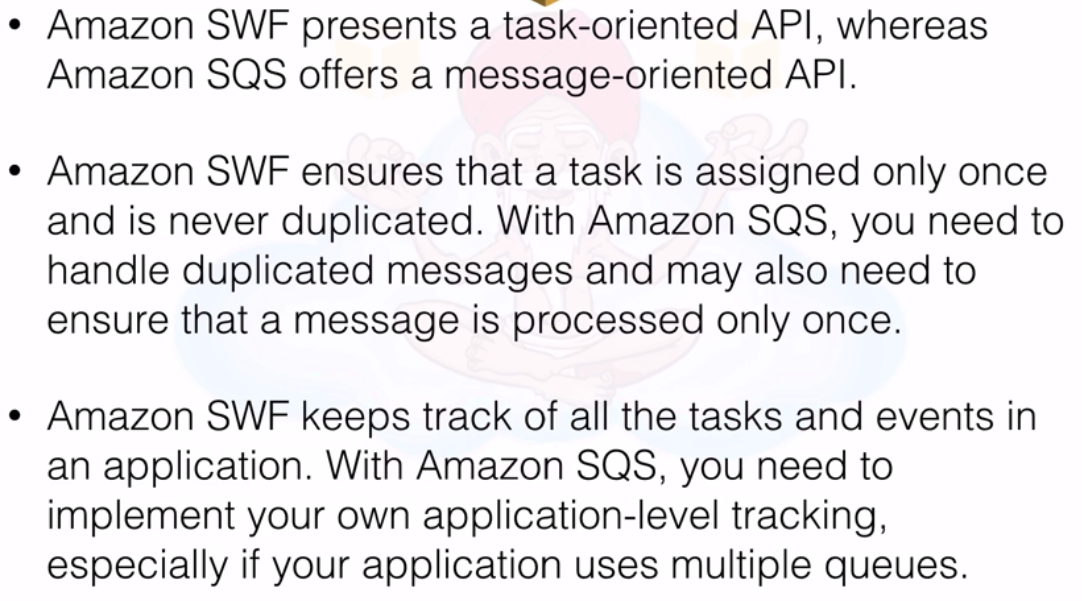 • Amazon SWF presents a task-oriented API, whereas
Amazon SQS offers a message-oriented API.
• Amazon SWF ensures that a task is assigned only once
and is never duplicated. With Amazon SQS, you need to
handle duplicated messages and may also need to
ensure that a message is processed only once.
• Amazon SWF keeps track of all the tasks and events in
an application. With Amazon SQS, you need to
implement your own application-level tracking,
especially if your application uses multiple queues.